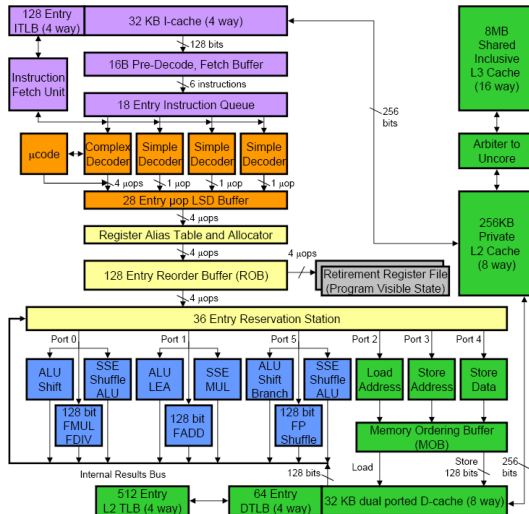 128 Entry
ITLB (4 way)
32 KB I-cache (4 way)
8MB
Shared
Inclusive
L3 Cache
(16 way)
128 bits
Instruction
Fetch Unit
16B Pre-Decode, Fetch Buffer
6 instructions
18 Entry Instruction Queue
256
bits
µcode
Complex
Decoder
Simple
Decoder
Simple
Decoder
Simple
Decoder
Arbiter to
Uncore
4 µops
1 µop
1 µop
1 µop
28 Entry µop LSD Buffer
4 µops
Register Alias Table and Allocator
4 µops
256KB
Private
L2 Cache
(8 way)
128 Entry Reorder Buffer (ROB)
4 µops
Retirement Register File
(Program Visible State)
4 µops
36 Entry Reservation Station
Port 0
Port 1
Port 5
Port 2
Port 3
Port 4
ALU
Shift
SSE
Shuffle
ALU
ALU
LEA
SSE
MUL
ALU
Shift
Branch
SSE
Shuffle
ALU
Load
Address
Store
Address
Store
Data
128 bit
FMUL
FDIV
128 bit
FADD
128 bit
FP
Shuffle
Memory Ordering Buffer
(MOB)
Internal Results Bus
128 bits
Load
Store
128 bits
256
bits
512 Entry
L2 TLB (4 way)
64 Entry
DTLB (4 way)
32 KB dual ported D-cache (8 way)